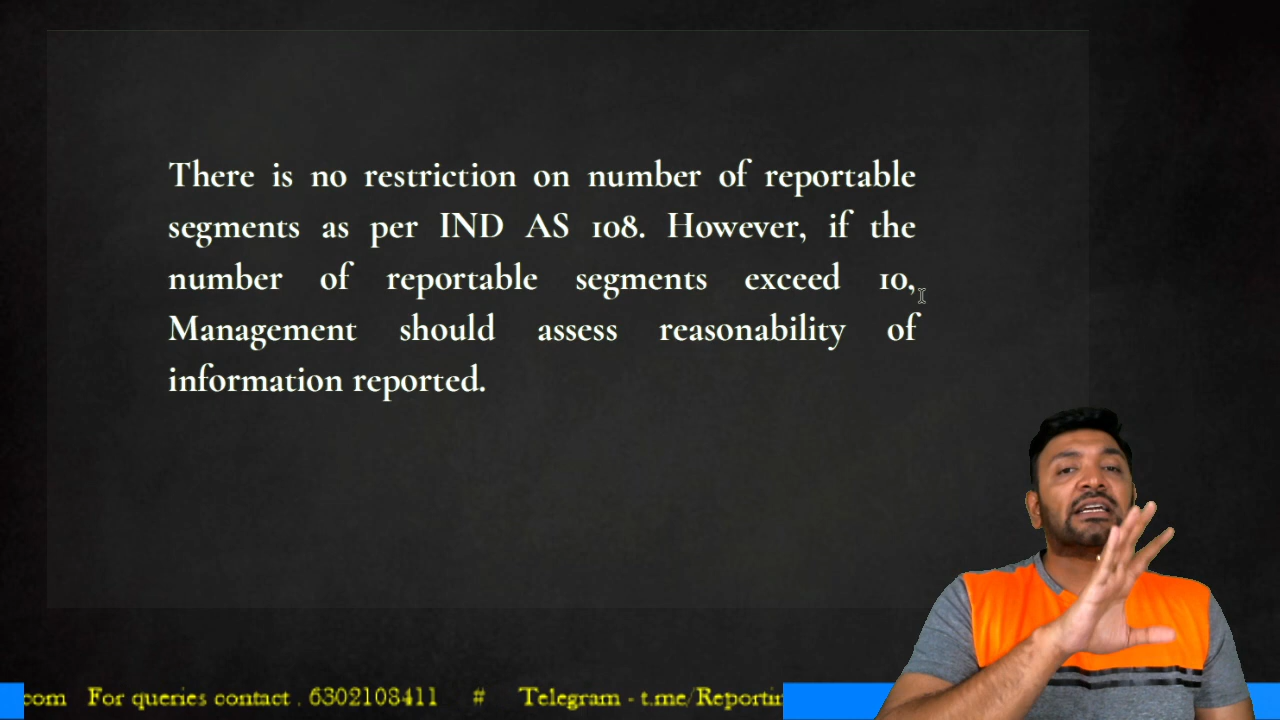 There is no restriction on number of reportable
segments as per IND AS 108. However, if the
number of reportable segments exceed 10,
Management should assess reasonability of
information reported.
com For queries contact . 6302108411 # Telegram - t.me/Reportin